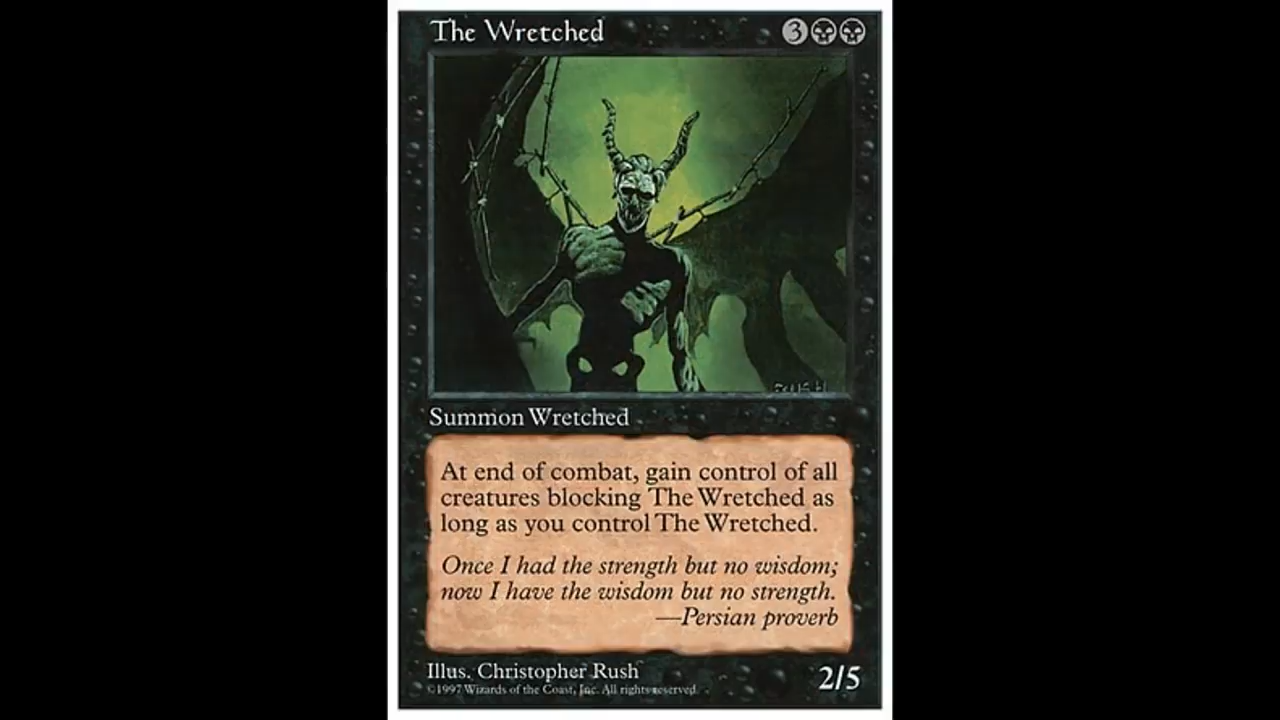 The Wretched 3
RUSH
Summon Wretched
At end of combat, gain control of all
creatures blocking The Wretched as
long as you control The Wretched.
Once I had the strength but no wisdom;
now I have the wisdom but no strength.
—Persian proverb
Illus. Christopher Rush
©1997 Wizards of the Coast, Inc. All rights reserved.
2/5